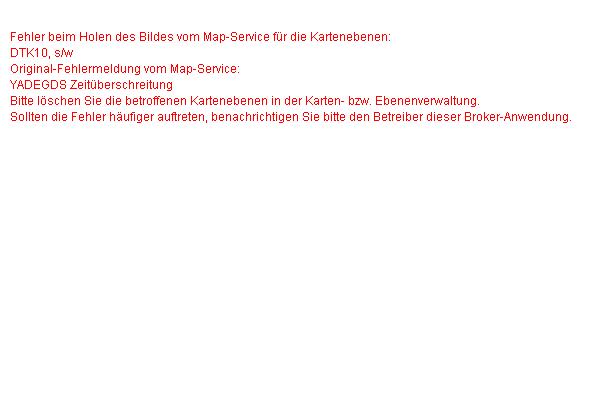 Fehler beim Holen des Bildes vom Map-Service für die Kartenebenen:
DTK10, s/w
Original-Fehlermeldung vom Map-Service:
YADEGDS Zeitüberschreitung
Bitte löschen Sie die betroffenen Kartenebenen in der Karten- bzw. Ebenenverwaltung.
Sollten die Fehler häufiger auftreten, benachrichtigen Sie bitte den Betreiber dieser Broker-Anwendung.